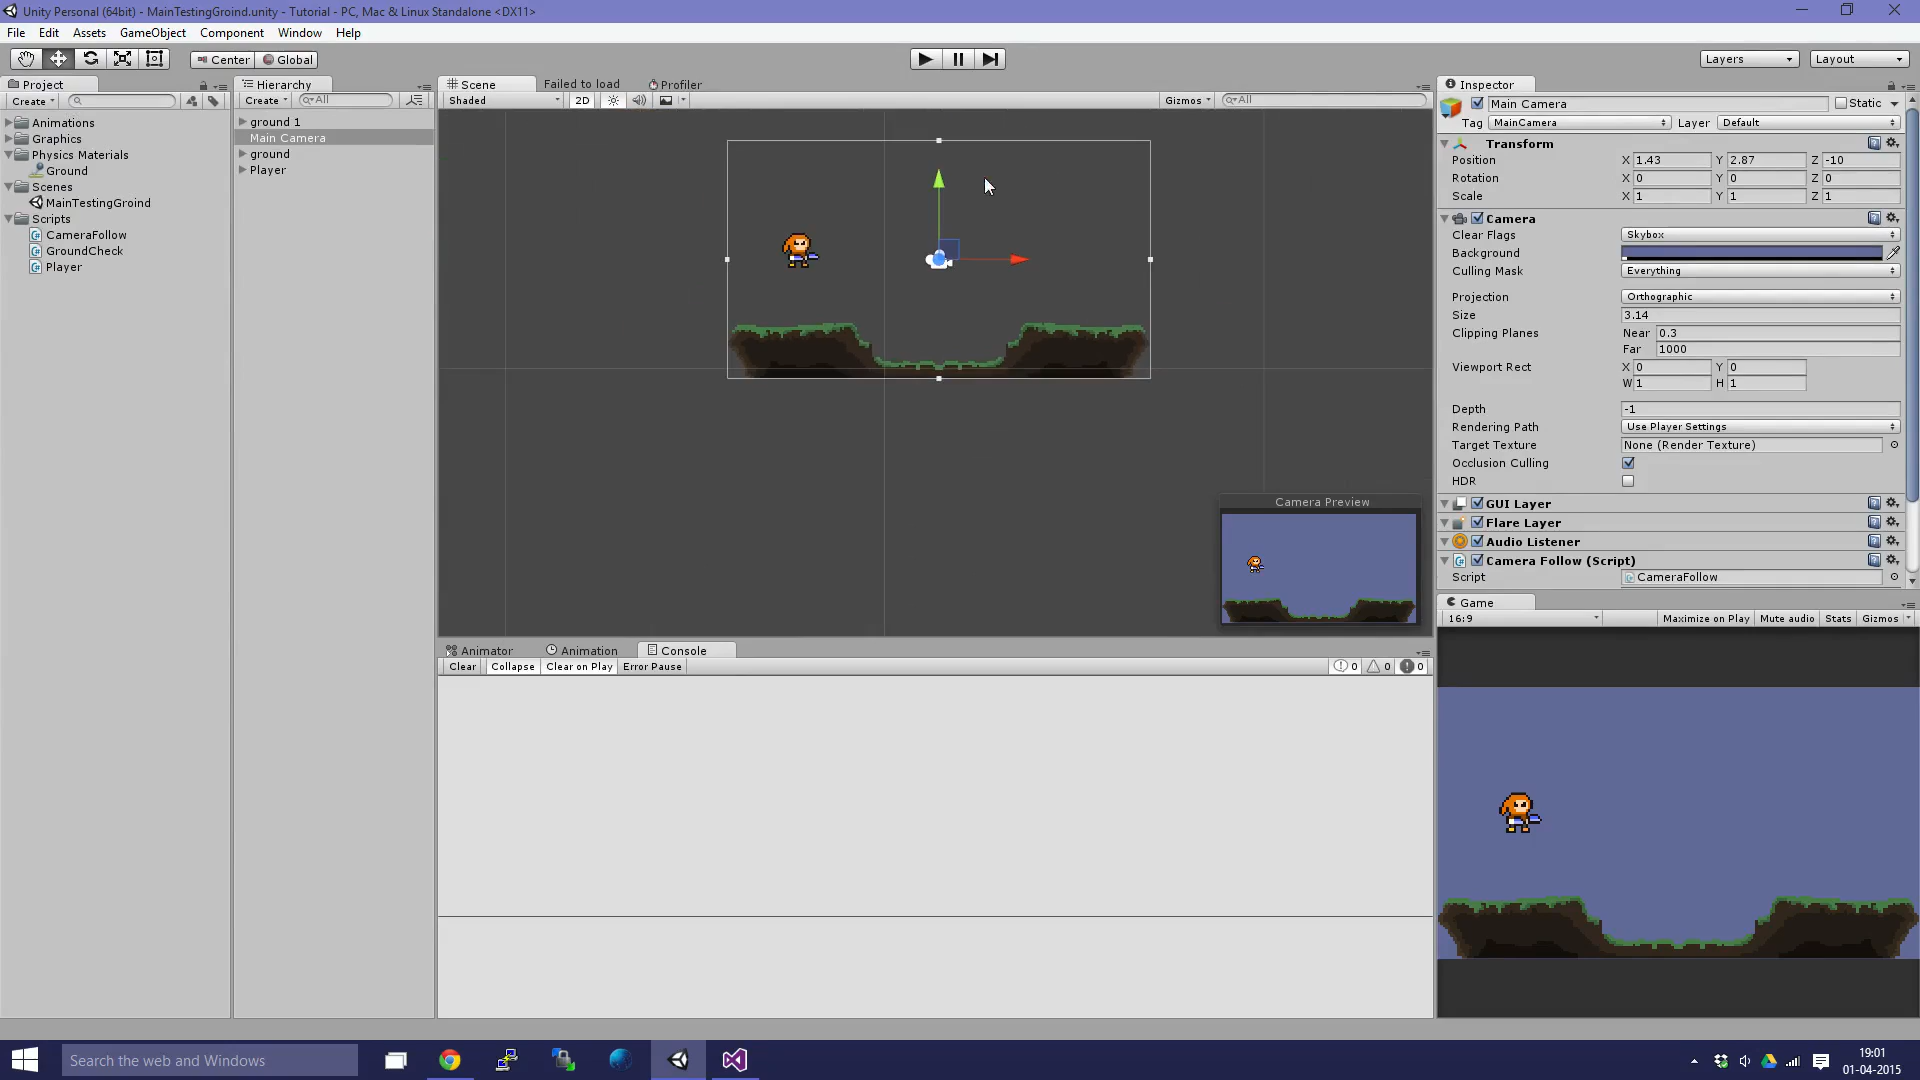 Unity Personal (64bit) - MainTestingGroind.unity - Tutorial - PC, Mac & Linux Standalone <DX11>
File Edit Assets GameObject Component Window Help
Center Global Layers Layout
Project
Create
Animations
Graphics
Physics Materials
Ground
Scenes
MainTestingGroind
Scripts
CameraFollow
GroundCheck
Player
Hierarchy
Create All
ground 1
Main Camera
ground
Player
Scene Failed to load Profiler
Shaded 2D Gizmos All
Camera Preview
Animator Animation Console
Clear Collapse Clear on Play Error Pause 0 0 0
Inspector
Main Camera Static
Tag MainCamera Layer Default
Transform
Position X 1.43 Y 2.87 Z -10
Rotation X 0 Y 0 Z 0
Scale X 1 Y 1 Z 1
Camera
Clear Flags Skybox
Background
Culling Mask Everything
Projection Orthographic
Size 3.14
Clipping Planes Near 0.3
Far 1000
Viewport Rect X 0 Y 0
W 1 H 1
Depth -1
Rendering Path Use Player Settings
Target Texture None (Render Texture)
Occlusion Culling
HDR
GUI Layer
Flare Layer
Audio Listener
Camera Follow (Script)
Script CameraFollow
Game
16:9 Maximize on Play Mute audio Stats Gizmos
Search the web and Windows
19:01
01-04-2015